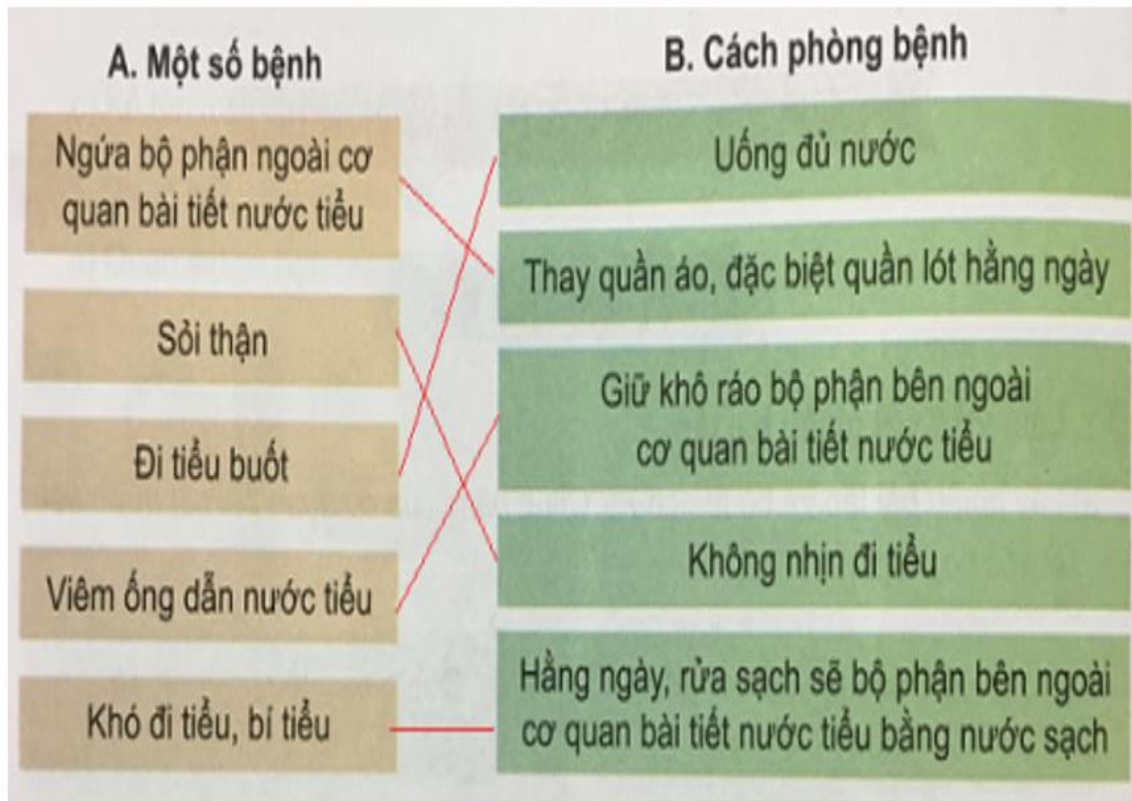 A. Một số bệnh
Ngứa bộ phận ngoài cơ
quan bài tiết nước tiểu
Sỏi thận
Đi tiểu buốt
Viêm ống dẫn nước tiểu
Khó đi tiểu, bí tiểu
B. Cách phòng bệnh
Uống đủ nước
Thay quần áo, đặc biệt quần lót hằng ngày
Giữ khô ráo bộ phận bên ngoài
cơ quan bài tiết nước tiểu
Không nhịn đi tiểu
Hằng ngày, rửa sạch sẽ bộ phận bên ngoài
cơ quan bài tiết nước tiểu bằng nước sạch